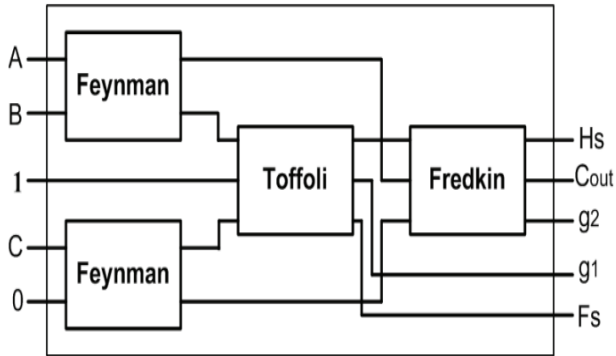 A
Feynman
B
1
Toffoli
Fredkin
Hs
Cout
g2
C
Feynman
0
g1
Fs